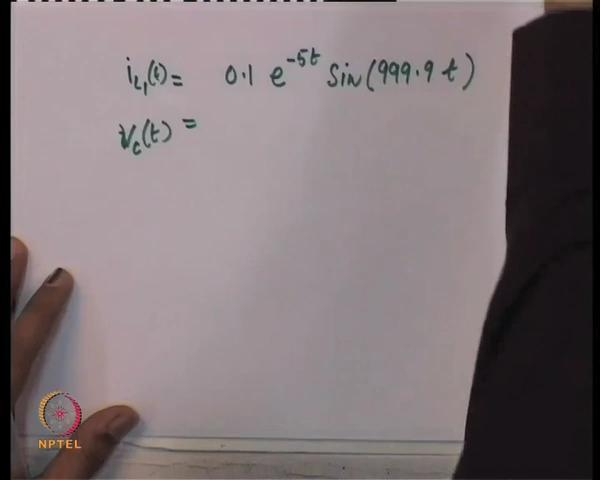 i_{L1}(t) = 0.1 e^{-5t} Sin(999.9 t)
V_c(t) =
NPTEL